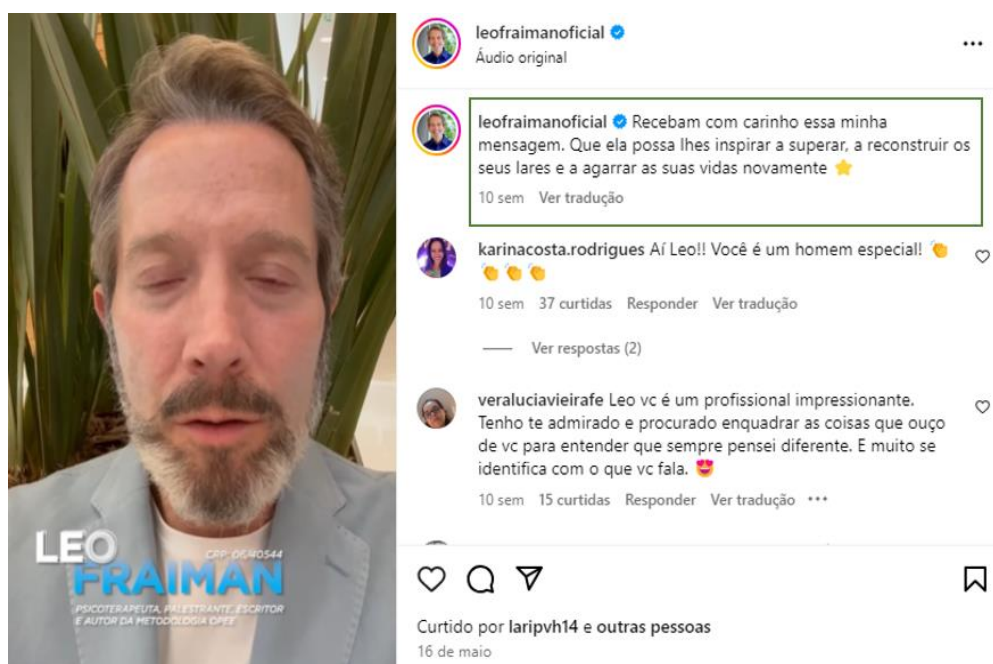 leofraimanoficial
Áudio original
leofraimanoficial Recebam com carinho essa minha
mensagem. Que ela possa lhes inspirar a superar, a reconstruir os
seus lares e a agarrar as suas vidas novamente
10 sem Ver tradução
karinacosta.rodrigues Aí Leo!! Você é um homem especial!
10 sem 37 curtidas Responder Ver tradução
Ver respostas (2)
veraluciavieirafe Leo vc é um profissional impressionante.
Tenho te admirado e procurado enquadrar as coisas que ouço
de vc para entender que sempre pensei diferente. E muito se
identifica com o que vc fala.
10 sem 15 curtidas Responder Ver tradução
LEO
CRP: 06/40544
FRAIMAN
PSICOTERAPEUTA, PALESTRANTE, ESCRITOR
E AUTOR DA METODOLOGIA OPEE
Curtido por laripvh14 e outras pessoas
16 de maio